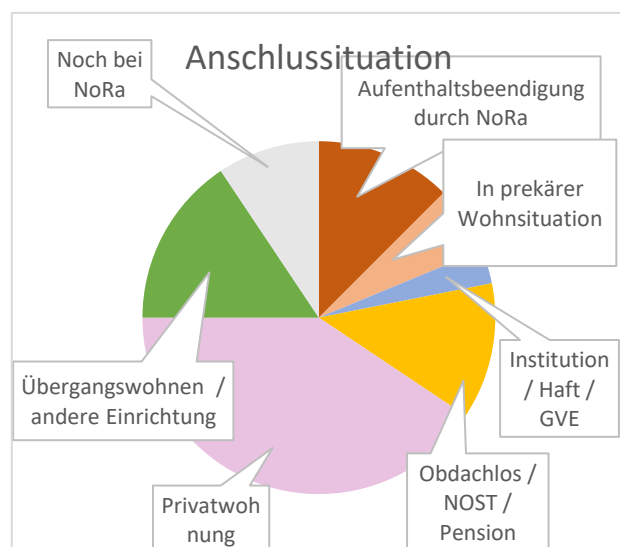 Anschlussituation
Noch bei
NoRa
Aufenthaltsbeendigung
durch NoRa
In prekärer
Wohnsituation
Institution
/ Haft /
GVE
Obdachlos /
NOST /
Pension
Privatwoh
nung
Übergangswohnen /
andere Einrichtung